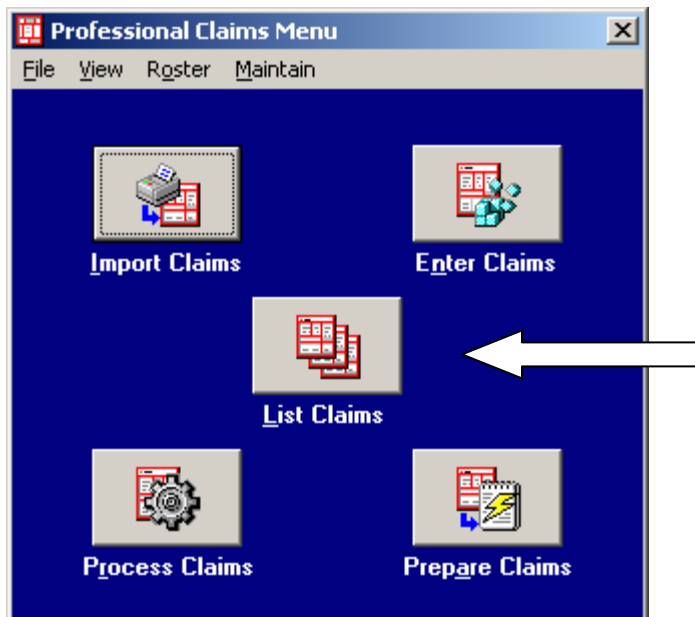 Professional Claims Menu
File View Roster Maintain
Import Claims Enter Claims
List Claims
Process Claims Prepare Claims